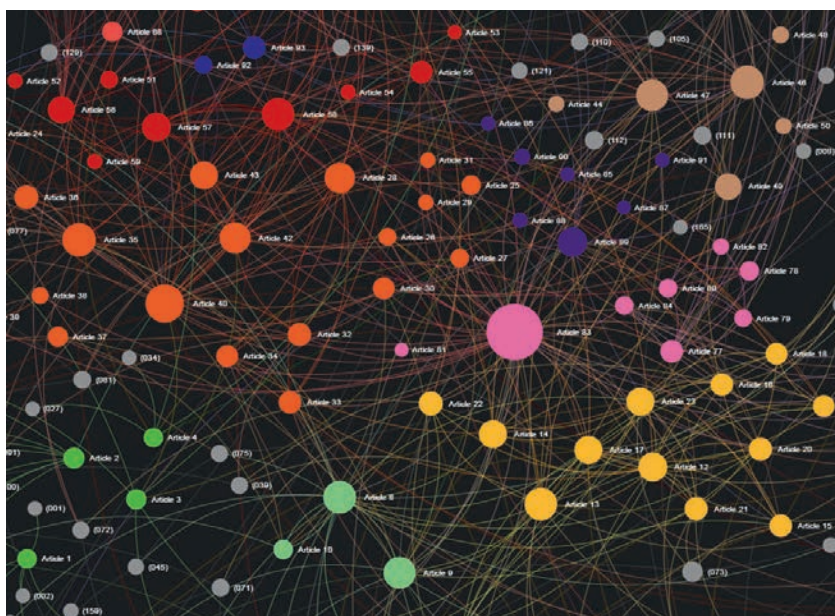 Article 68
Article 93
(129)
Article 92
(139)
Article 53
(110)
(105)
Article 48
Article 52
Article 51
Article 54
Article 55
(121)
Article 47
Article 46
Article 56
Article 57
Article 58
Article 44
Article 50
Article 24
Article 59
(112)
(111)
(009)
Article 43
Article 28
Article 31
Article 90
Article 91
Article 36
Article 29
Article 25
Article 85
Article 49
(077)
Article 35
Article 42
Article 26
Article 88
Article 87
(155)
Article 27
Article 89
Article 82
Article 78
Article 38
Article 40
Article 30
Article 80
Article 84
Article 79
30
Article 37
Article 32
Article 83
Article 34
Article 81
Article 77
Article 18
(034)
(081)
Article 33
Article 22
Article 23
Article 16
(027)
Article 4
Article 14
Article 17
Article 20
Article 2
(075)
Article 12
(039)
Article 3
Article 8
Article 13
Article 21
Article 15
(001)
(072)
Article 10
Article 1
(045)
Article 9
(071)
(073)
(002)
(159)